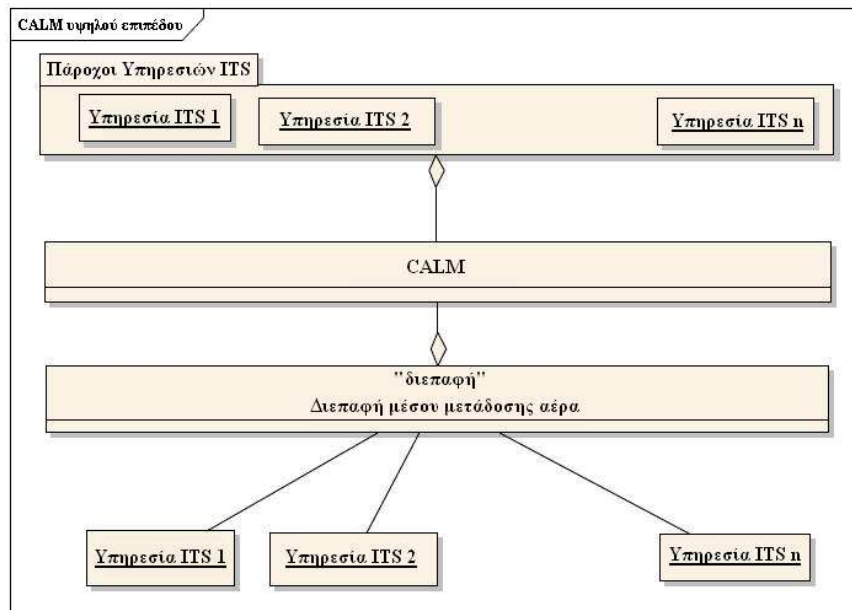 CALM υψηλού επιπέδου
Πάροχοι Υπηρεσιών ITS
Υπηρεσία ITS 1
Υπηρεσία ITS 2
Υπηρεσία ITS n
CALM
"διεπαφή"
Διεπαφή μέσου μετάδοσης αέρα
Υπηρεσία ITS 1
Υπηρεσία ITS 2
Υπηρεσία ITS n